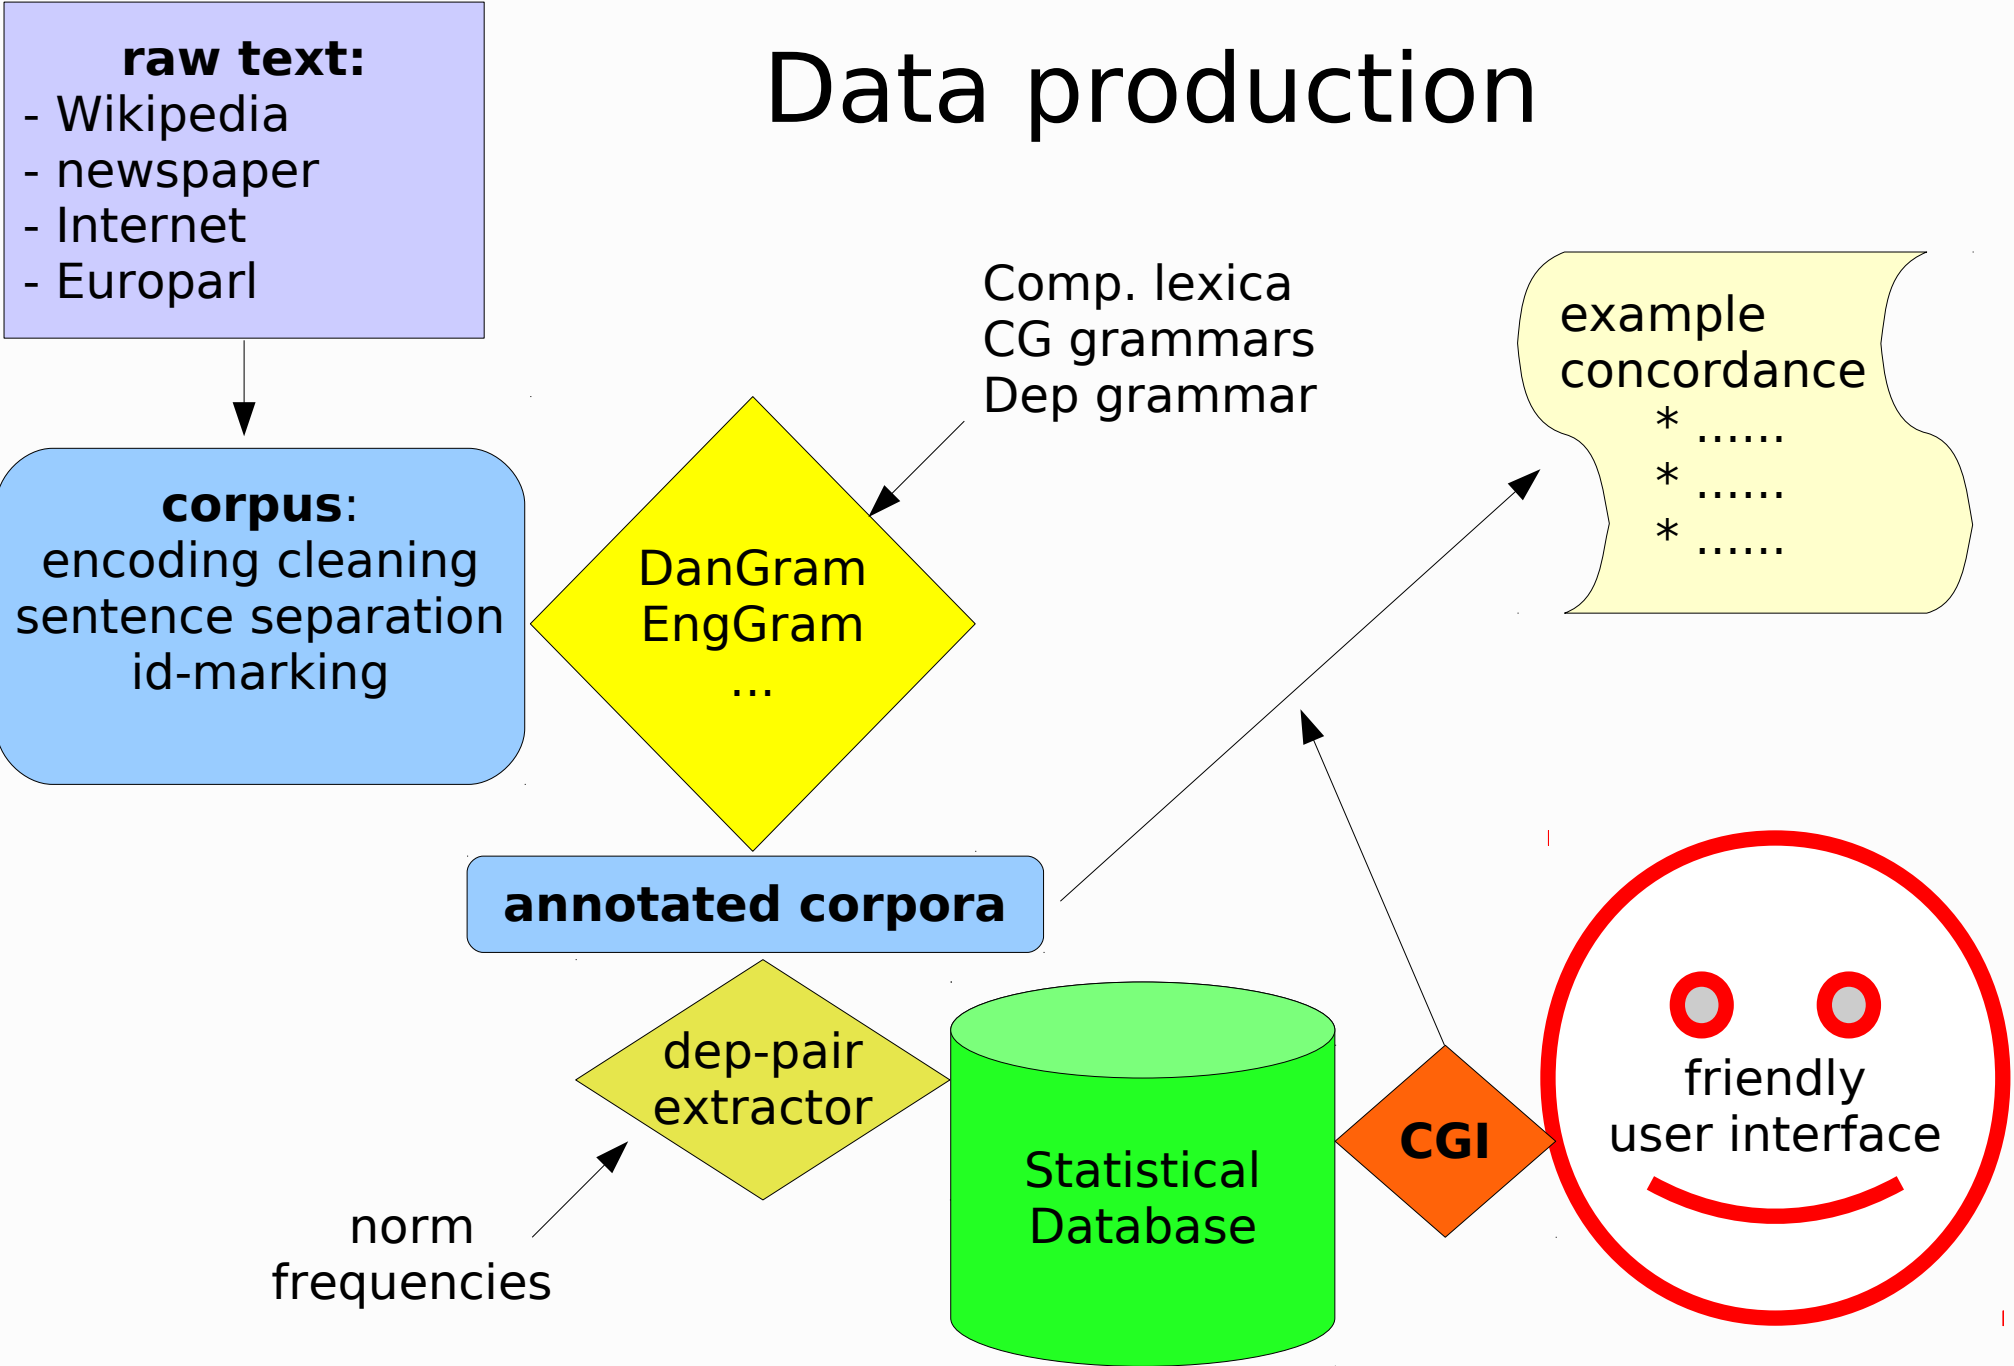 Data production
raw text:
- Wikipedia
- newspaper
- Internet
- Europarl
corpus:
encoding cleaning
sentence separation
id-marking
Comp. lexica
CG grammars
Dep grammar
DanGram
EngGram
...
example
concordance
* ......
* ......
* ......
annotated corpora
dep-pair
extractor
norm
frequencies
Statistical
Database
CGI
friendly
user interface